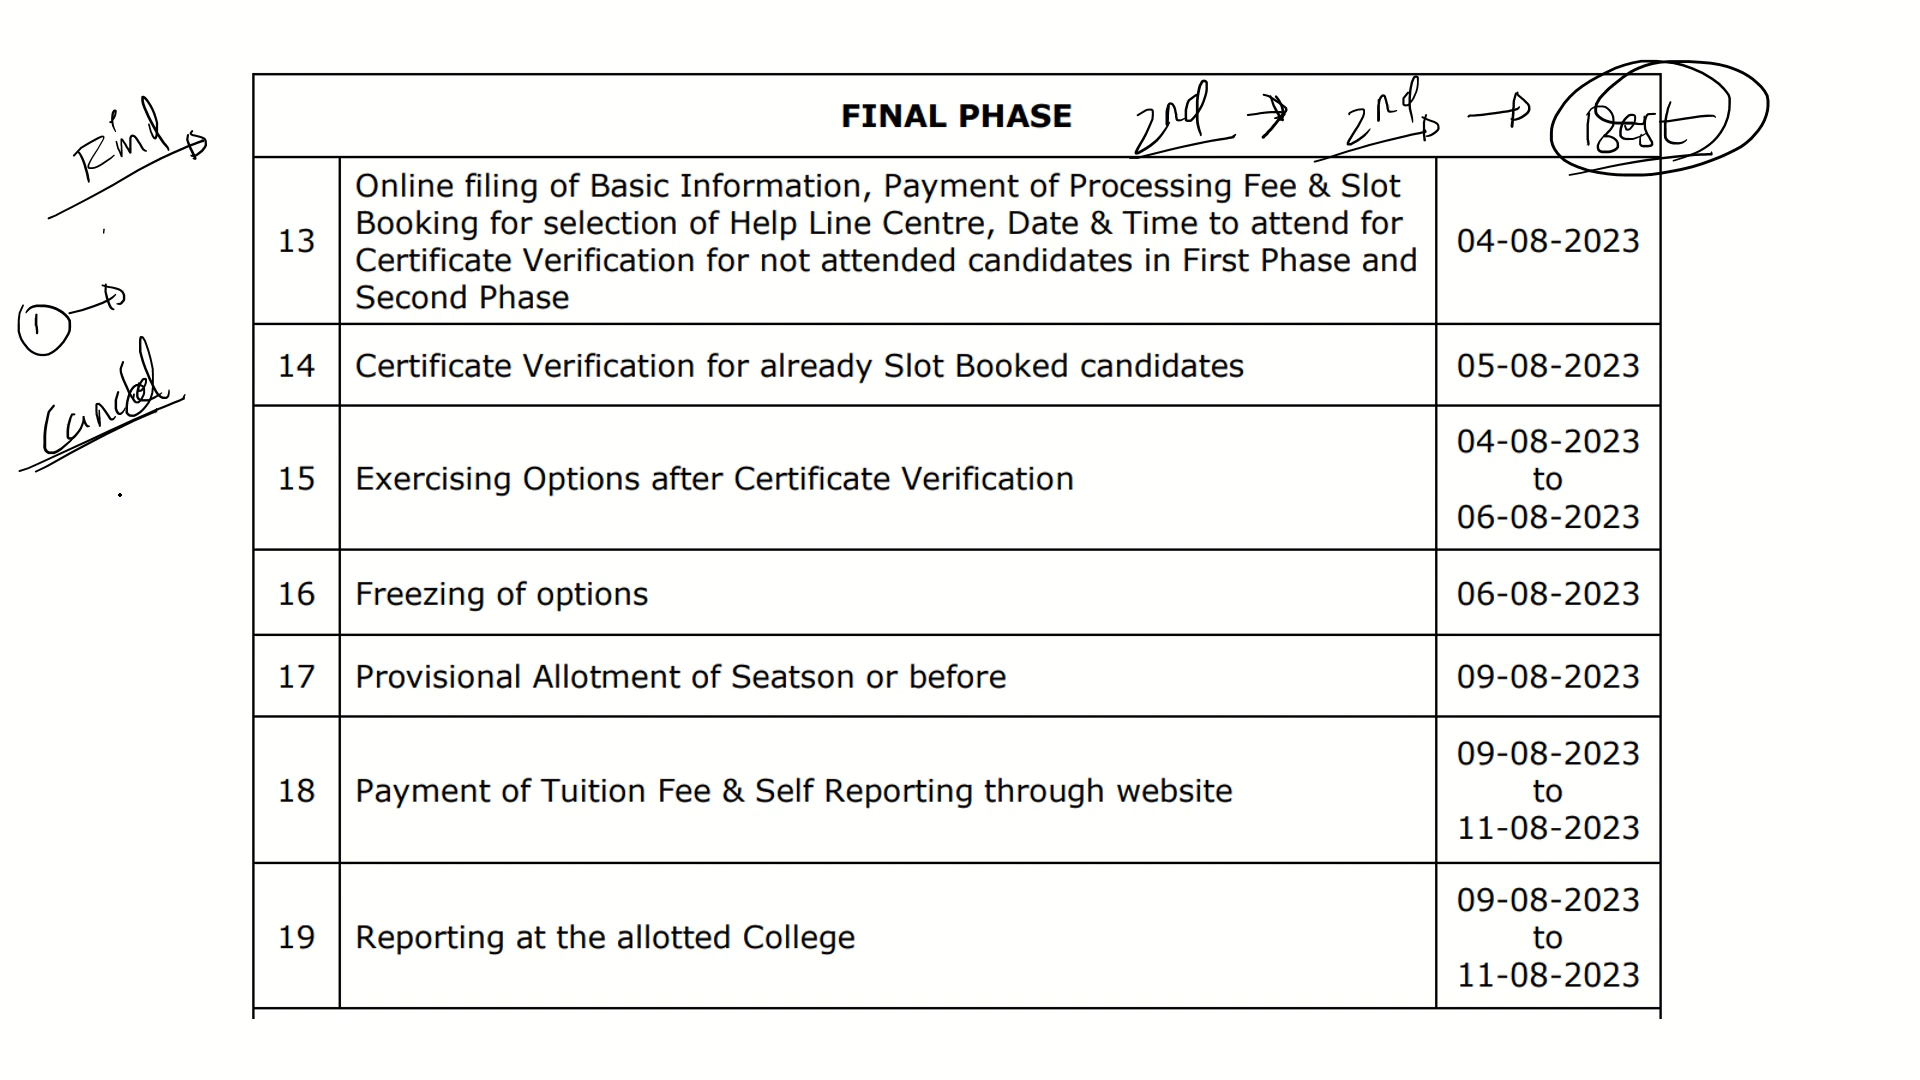 FINAL PHASE 2nd → 2nd → Best
13 Online filing of Basic Information, Payment of Processing Fee & Slot
Booking for selection of Help Line Centre, Date & Time to attend for
Certificate Verification for not attended candidates in First Phase and
Second Phase
04-08-2023
1
14 Certificate Verification for already Slot Booked candidates 05-08-2023
Cancel
15 Exercising Options after Certificate Verification
04-08-2023
to
06-08-2023
16 Freezing of options 06-08-2023
17 Provisional Allotment of Seatson or before 09-08-2023
18 Payment of Tuition Fee & Self Reporting through website
09-08-2023
to
11-08-2023
19 Reporting at the allotted College
09-08-2023
to
11-08-2023